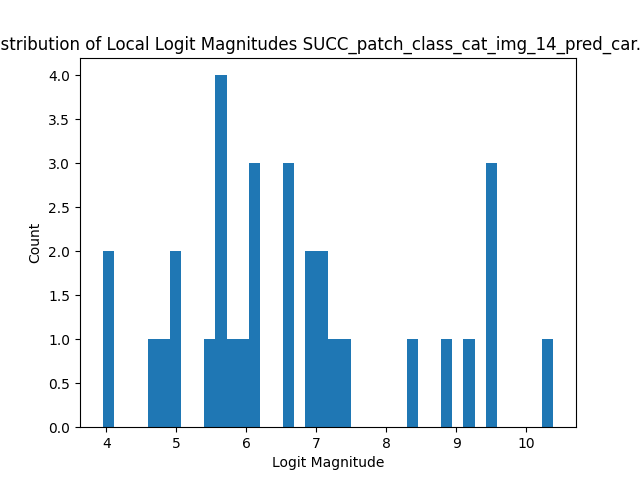 stribution of Local Logit Magnitudes SUCC_patch_class_cat_img_14_pred_car.
4.0
3.5
3.0
2.5
2.0
1.5
1.0
0.5
0.0
Count
4 5 6 7 8 9 10
Logit Magnitude